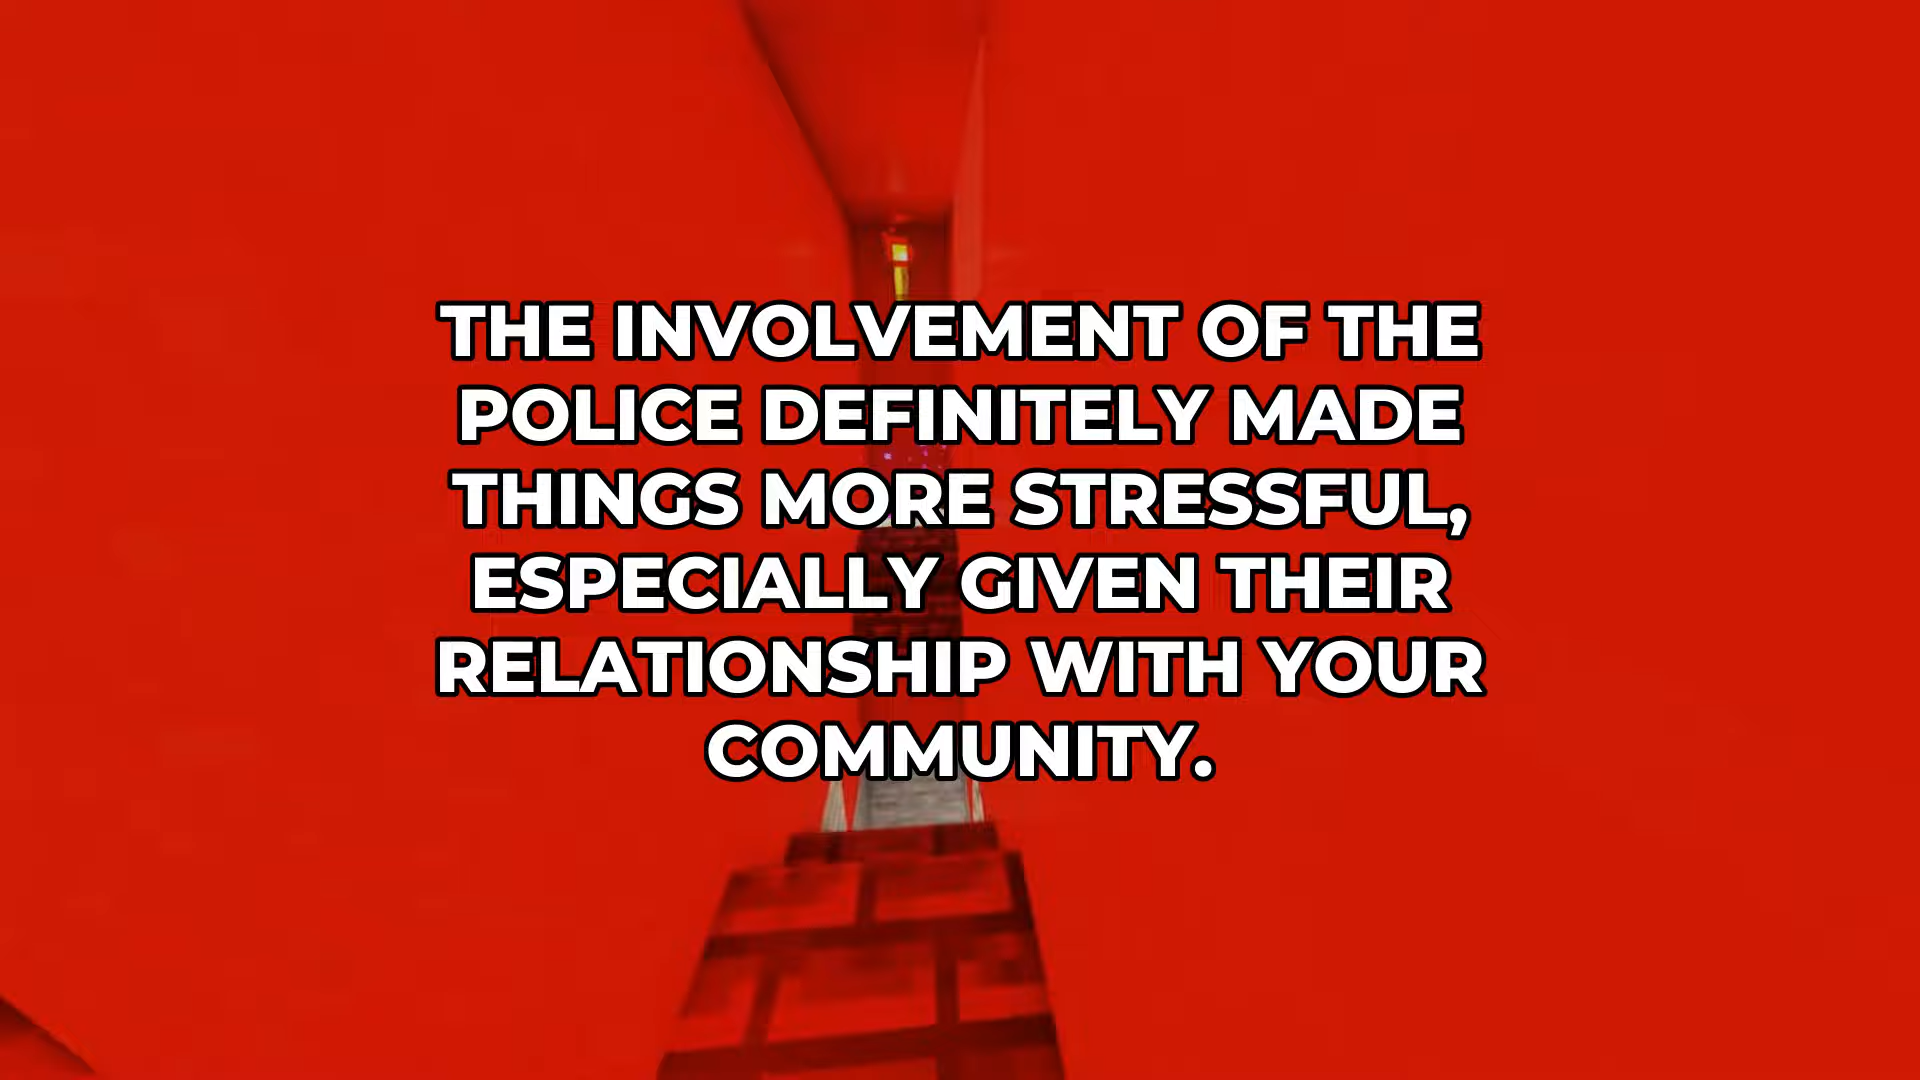 THE INVOLVEMENT OF THE
POLICE DEFINITELY MADE
THINGS MORE STRESSFUL,
ESPECIALLY GIVEN THEIR
RELATIONSHIP WITH YOUR
COMMUNITY.